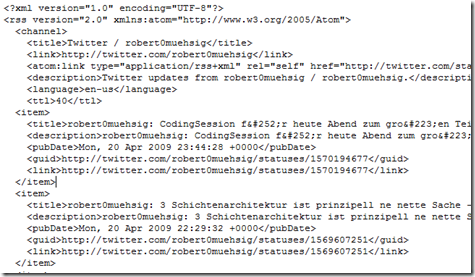 <?xml version="1.0" encoding="UTF-8"?>
<rss version="2.0" xmlns:atom="http://www.w3.org/2005/Atom">
<channel>
<title>Twitter / robert0muehsig</title>
<link>http://twitter.com/robert0muehsig</link>
<atom:link type="application/rss+xml" rel="self" href="http://twitter.com/sta
<description>Twitter updates from robert0muehsig / robert0muehsig.</descripti
<language>en-us</language>
<ttl>40</ttl>
<item>
<title>robert0muehsig: CodingSession f&#252;r heute Abend zum gro&#223;en Tei
<description>robert0muehsig: CodingSession f&#252;r heute Abend zum gro&#223;
<pubDate>Mon, 20 Apr 2009 23:44:28 +0000</pubDate>
<guid>http://twitter.com/robert0muehsig/statuses/1570194677</guid>
<link>http://twitter.com/robert0muehsig/statuses/1570194677</link>
</item>
<item>
<title>robert0muehsig: 3 Schichtenarchitektur ist prinzipell ne nette Sache -
<description>robert0muehsig: 3 Schichtenarchitektur ist prinzipell ne nette S
<pubDate>Mon, 20 Apr 2009 22:29:32 +0000</pubDate>
<guid>http://twitter.com/robert0muehsig/statuses/1569607251</guid>
<link>http://twitter.com/robert0muehsig/statuses/1569607251</link>
</item>